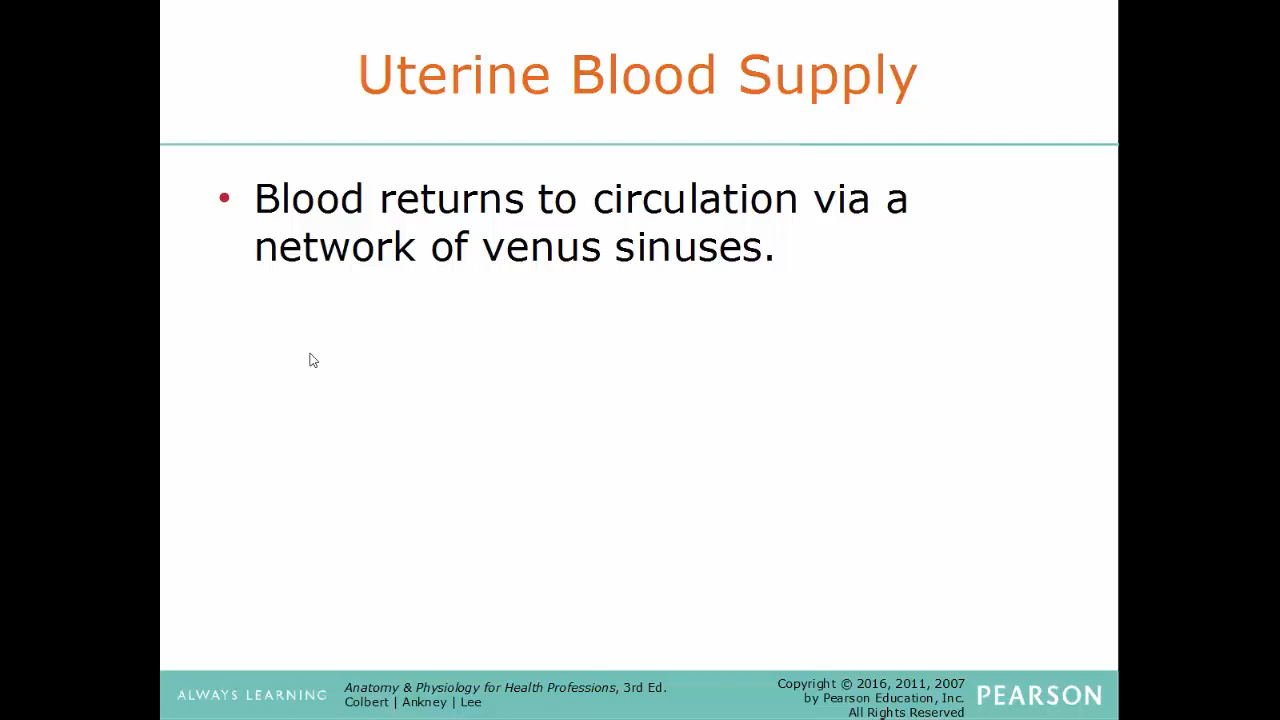 Uterine Blood Supply
• Blood returns to circulation via a
network of venus sinuses.
ALWAYS LEARNING
Anatomy & Physiology for Health Professions, 3rd Ed.
Colbert | Ankney | Lee
Copyright © 2016, 2011, 2007
by Pearson Education, Inc.
All Rights Reserved
PEARSON